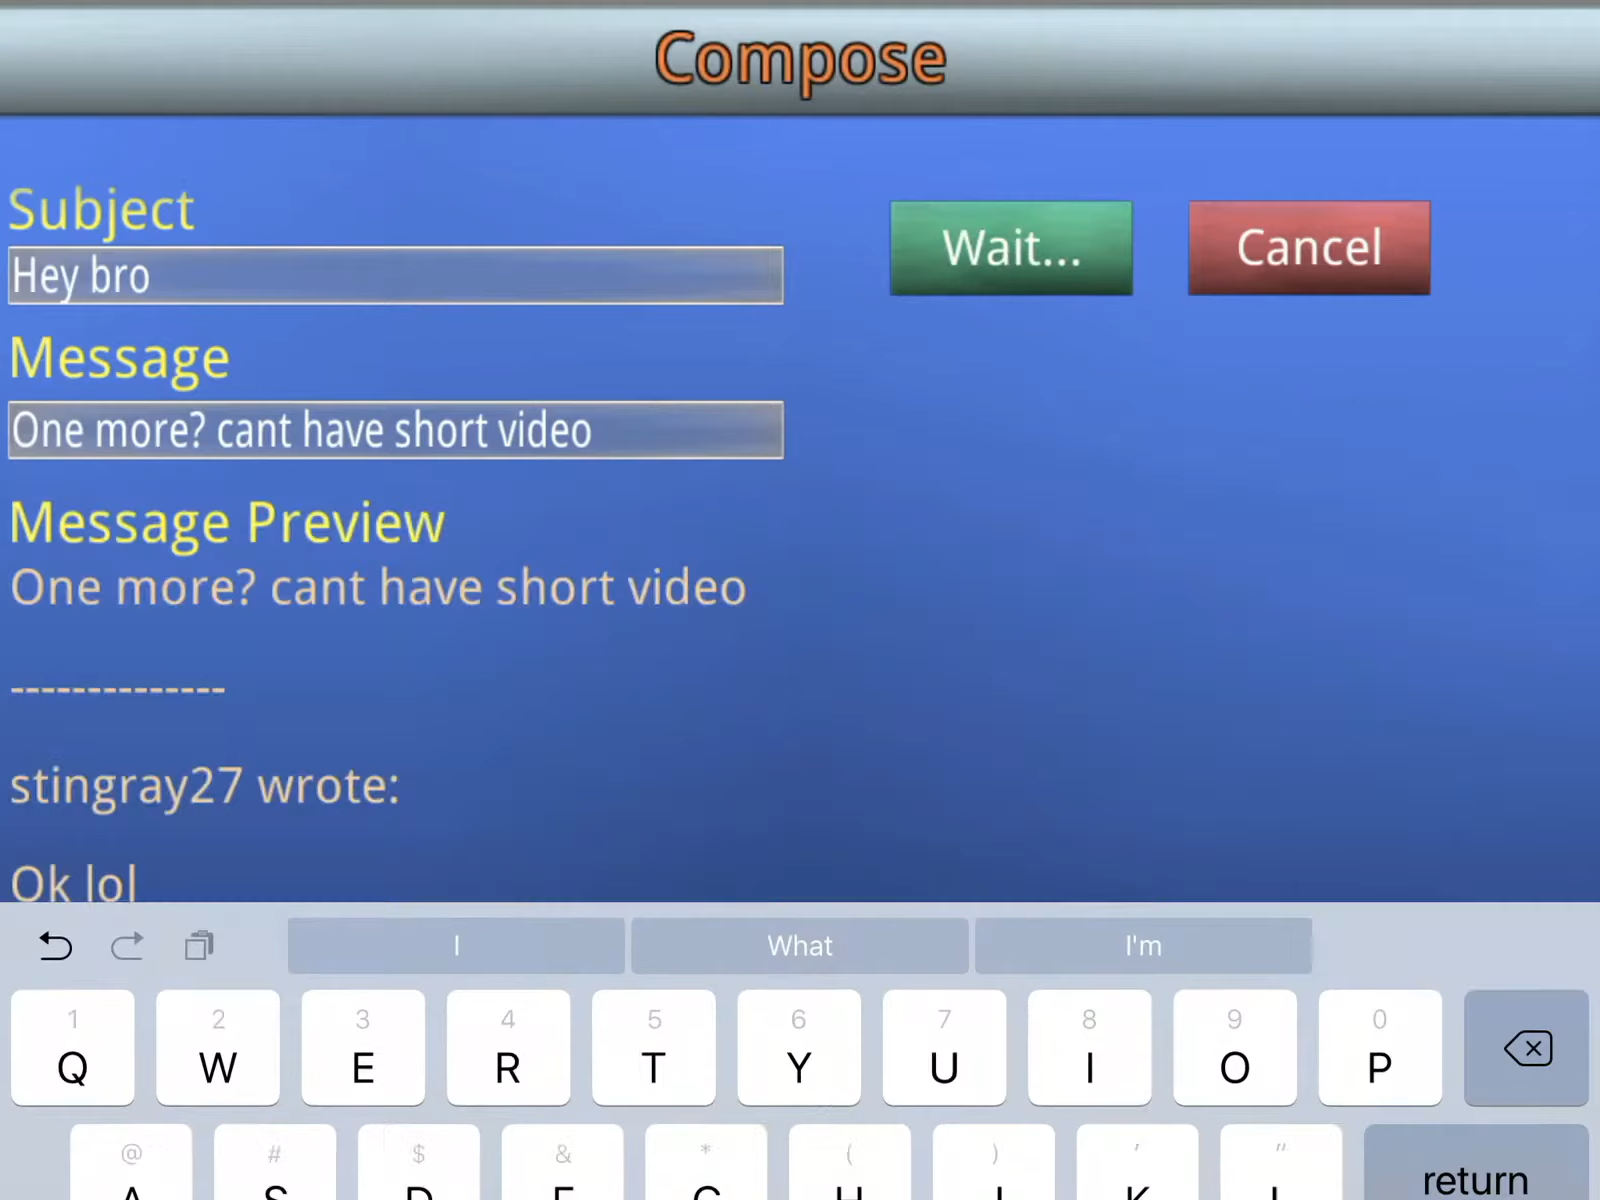 Compose
Subject
Hey bro
Wait...
Cancel
Message
One more? cant have short video
Message Preview
One more? cant have short video
--------------
stingray27 wrote:
Ok lol
I
What
I'm
1 2 3 4 5 6 7 8 9 0
Q W E R T Y U I O P
@ # $ & * ( ) ' "
A S D F G H J K L
return